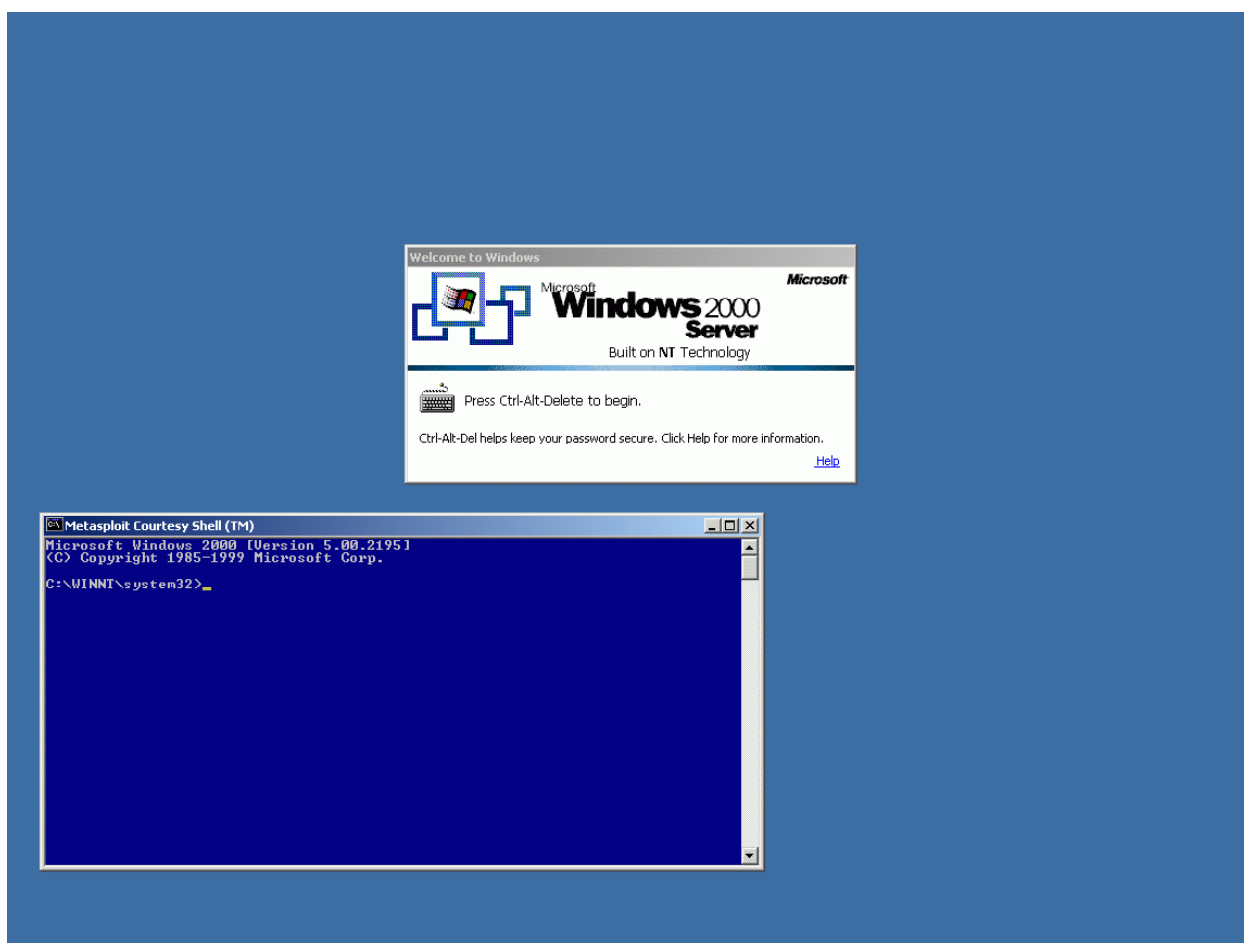 Welcome to Windows
Microsoft
Microsoft
Windows 2000
Server
Built on NT Technology
Press Ctrl-Alt-Delete to begin.
Ctrl-Alt-Del helps keep your password secure. Click Help for more information.
Help
Metasploit Courtesy Shell (TM)
Microsoft Windows 2000 [Version 5.00.2195]
(C) Copyright 1985-1999 Microsoft Corp.
C:\WINNT\system32>_